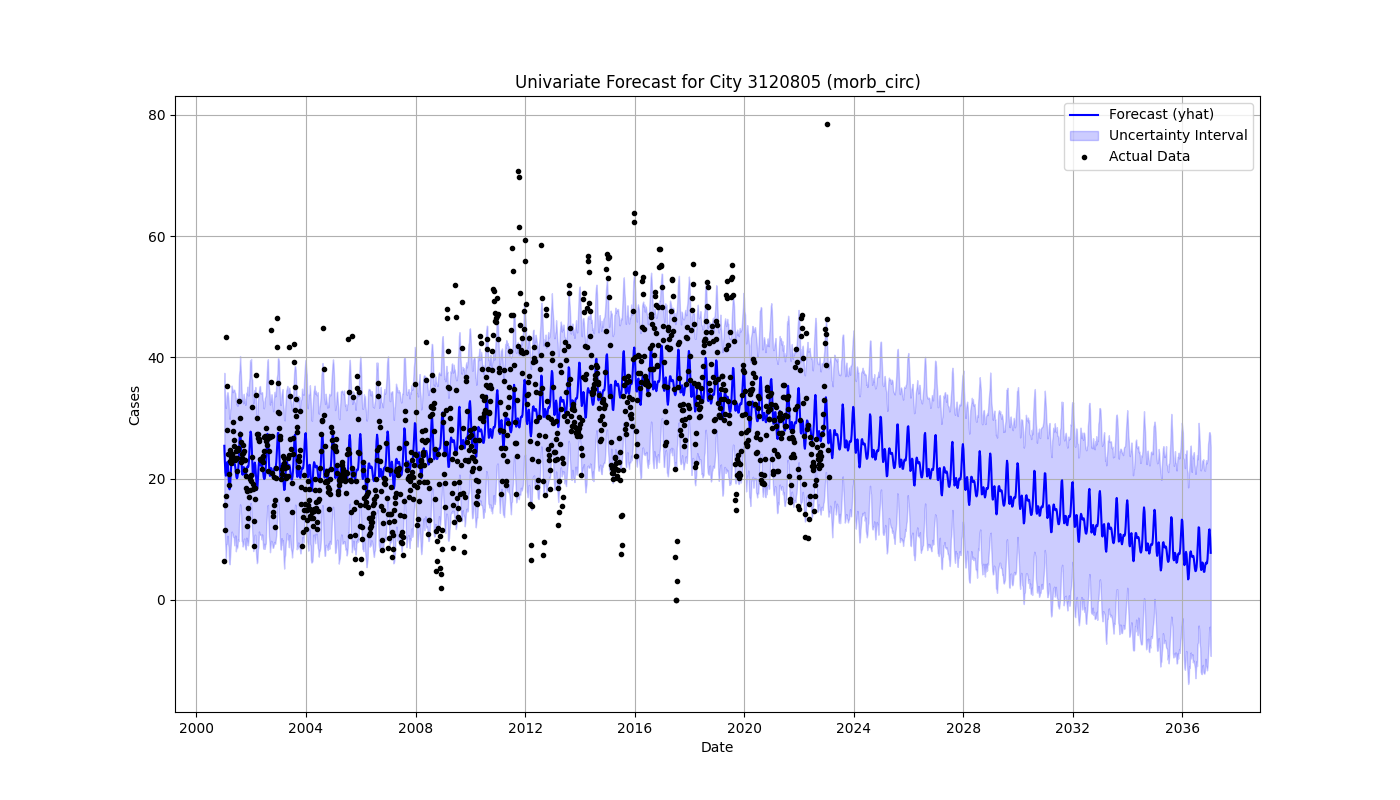 Univariate Forecast for City 3120805 (morb_circ)
Forecast (yhat)
Uncertainty Interval
Actual Data
Cases
80
60
40
20
0
2000 2004 2008 2012 2016 2020 2024 2028 2032 2036
Date